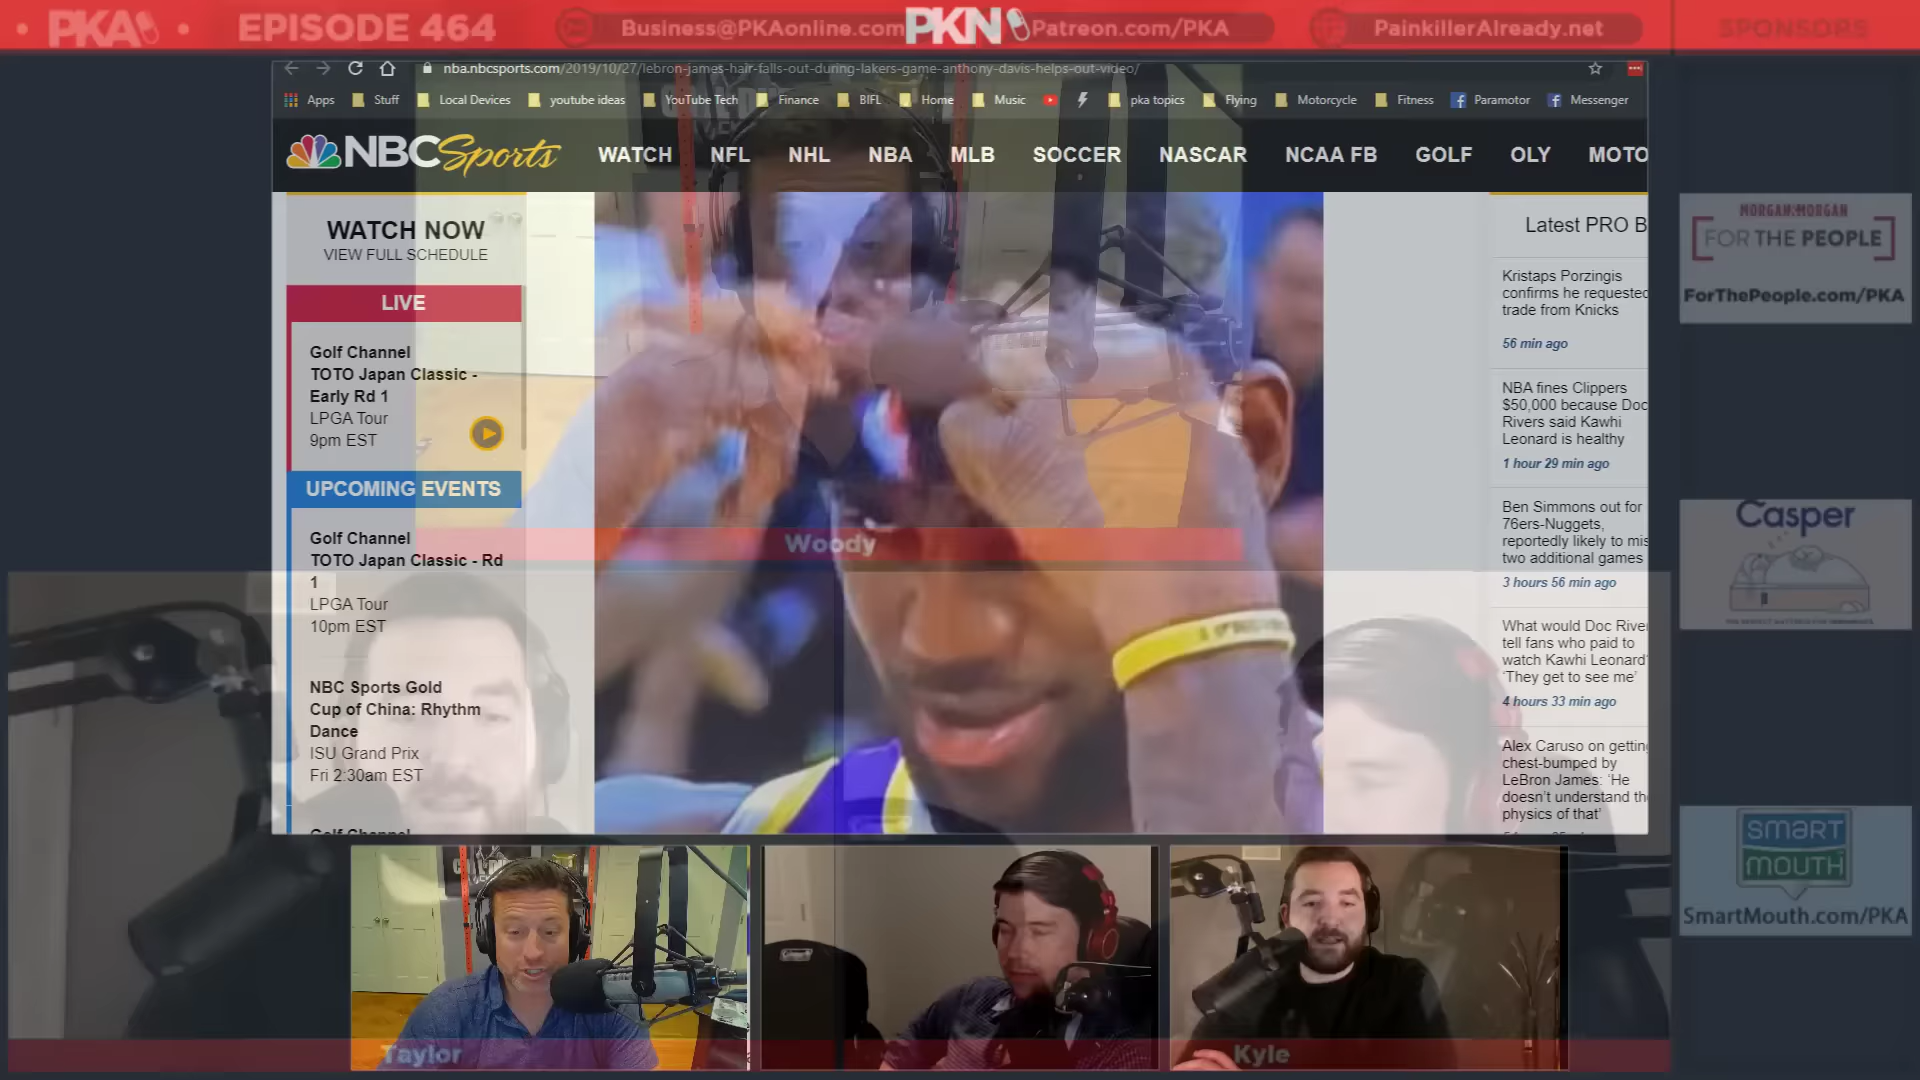 PKA
EPISODE 464
Business@PKAonline.com
PKN
Patreon.com/PKA
PainkillerAlready.net
SPONSORS
nba.nbcsports.com/2019/10/27/lebron-james-hair-falls-out-during-lakers-game-anthony-davis-helps-out-video/
Apps
Stuff
Local Devices
youtube ideas
YouTube Tech
Finance
BIFL
Home
Music
pka topics
Flying
Motorcycle
Fitness
Paramotor
Messenger
NBC Sports
WATCH
NFL
NHL
NBA
MLB
SOCCER
NASCAR
NCAA FB
GOLF
OLY
MOTO
WATCH NOW
VIEW FULL SCHEDULE
LIVE
Golf Channel
TOTO Japan Classic -
Early Rd 1
LPGA Tour
9pm EST
UPCOMING EVENTS
Golf Channel
TOTO Japan Classic - Rd
1
LPGA Tour
10pm EST
NBC Sports Gold
Cup of China: Rhythm
Dance
ISU Grand Prix
Fri 2:30am EST
Golf Channel
Latest PRO B
Kristaps Porzingis
confirms he requested
trade from Knicks
56 min ago
NBA fines Clippers
$50,000 because Doc
Rivers said Kawhi
Leonard is healthy
1 hour 29 min ago
Ben Simmons out for
76ers-Nuggets,
reportedly likely to mis
two additional games
3 hours 56 min ago
What would Doc River
tell fans who paid to
watch Kawhi Leonard?
'They get to see me'
4 hours 33 min ago
Alex Caruso on getting
chest-bumped by
LeBron James: 'He
doesn't understand the
physics of that'
Woody
MORGAN & MORGAN
FOR THE PEOPLE
ForThePeople.com/PKA
Casper
SMART
MOUTH
SmartMouth.com/PKA
Taylor
Kyle